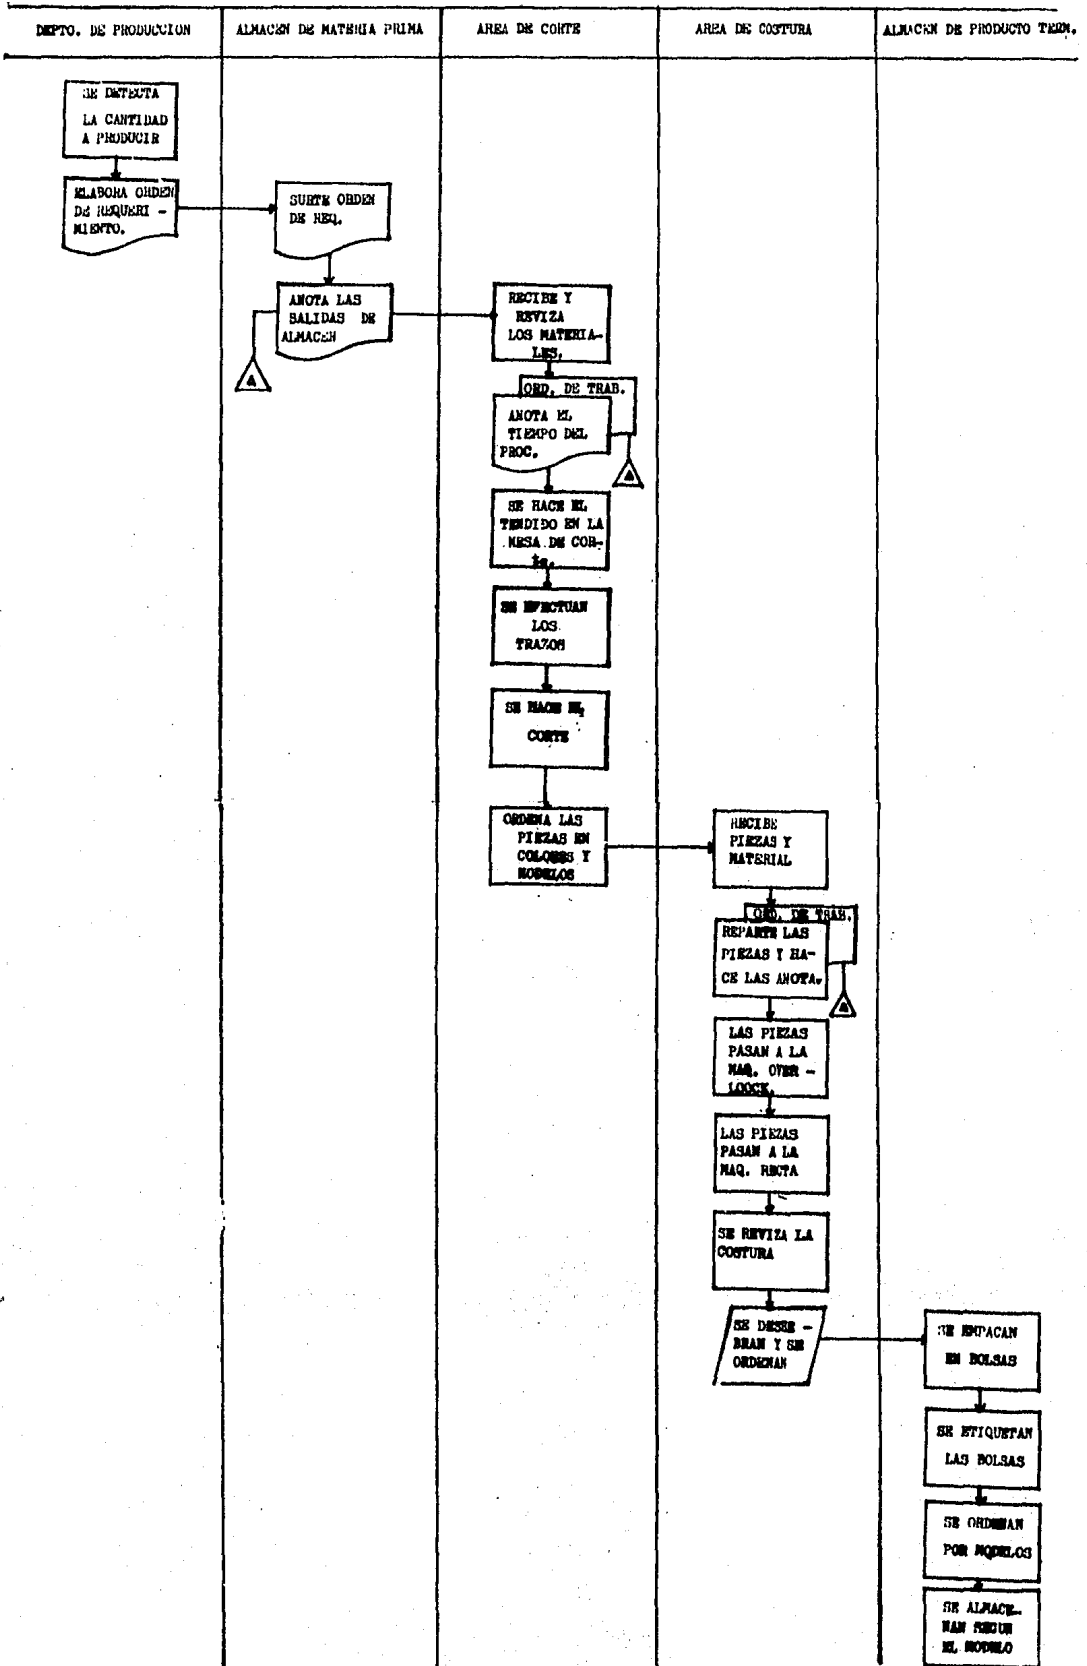 DEPTO. DE PRODUCCION
ALMACEN DE MATERIA PRIMA
AREA DE CORTE
AREA DE COSTURA
ALMACEN DE PRODUCTO TERM.
SE DETECTA
LA CANTIDAD
A PRODUCIR
ELABORA ORDEN
DE REQUERI -
MIENTO.
SURTE ORDEN
DE REQ.
ANOTA LAS
SALIDAS DE
ALMACEN
A
RECIBE Y
REVIZA
LOS MATERIA-
LES.
ORD. DE TRAB.
ANOTA EL
TIEMPO DEL
PROC.
A
SE HACE EL
TENDIDO EN LA
MESA DE COR-
te.
SE EFECTUAN
LOS
TRAZOS
SE HACE EL
CORTE
ORDENA LAS
PIEZAS EN
COLORES Y
MODELOS
RECIBE
PIEZAS Y
MATERIAL
ORD. DE TRAB.
REPARTE LAS
PIEZAS Y HA-
CE LAS ANOTA.
A
LAS PIEZAS
PASAN A LA
MAQ. OVER -
LOOCK.
LAS PIEZAS
PASAN A LA
MAQ. RECTA
SE REVIZA LA
COSTURA
SE DESHE -
BRAN Y SE
ORDENAN
SE EMPACAN
EN BOLSAS
SE ETIQUETAN
LAS BOLSAS
SE ORDENAN
POR MODELOS
SE ALMACE-
NAN SEGUN
EL MODELO